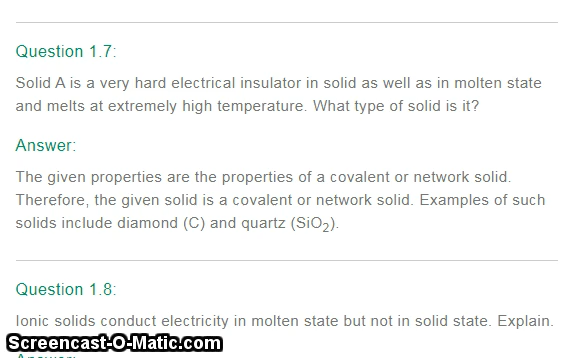 Question 1.7:
Solid A is a very hard electrical insulator in solid as well as in molten state
and melts at extremely high temperature. What type of solid is it?
Answer:
The given properties are the properties of a covalent or network solid.
Therefore, the given solid is a covalent or network solid. Examples of such
solids include diamond (C) and quartz (SiO₂).
Question 1.8:
Ionic solids conduct electricity in molten state but not in solid state. Explain.
Screencast-O-Matic.com